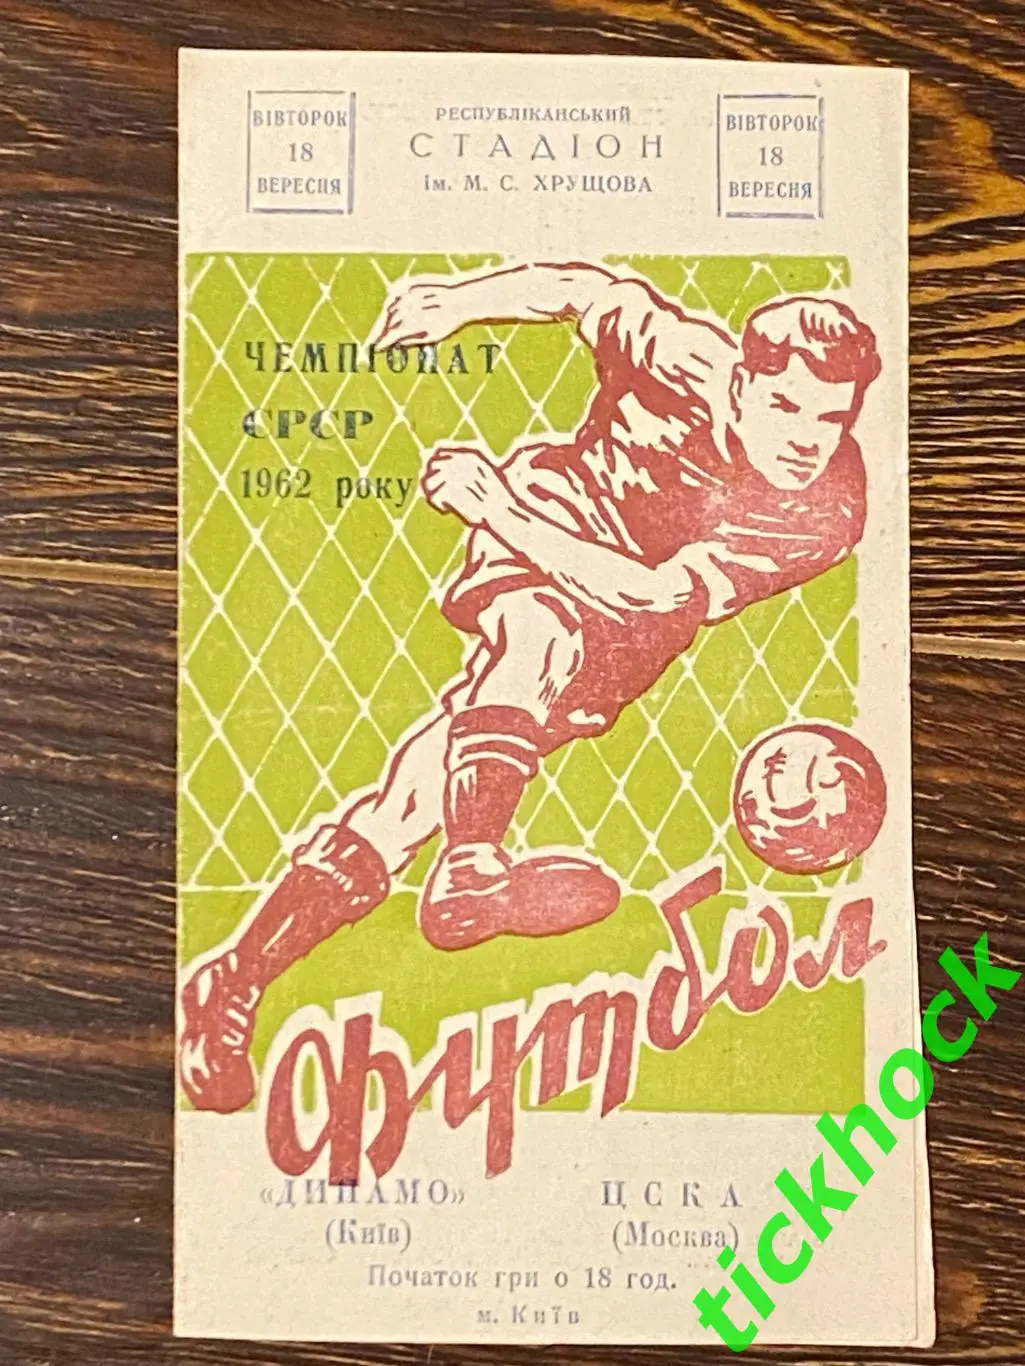 ВІВТОРОК
18
ВЕРЕСНЯ
РЕСПУБЛІКАНСЬКИЙ
СТАДІОН
ім. М. С. ХРУЩОВА
ВІВТОРОК
18
ВЕРЕСНЯ
ЧЕМПІОНАТ
СРСР
1962 року
Футбол
«ДИНАМО»
(Київ)
ЦСКА
(Москва)
Початок гри о 18 год.
м. Київ
tickhock